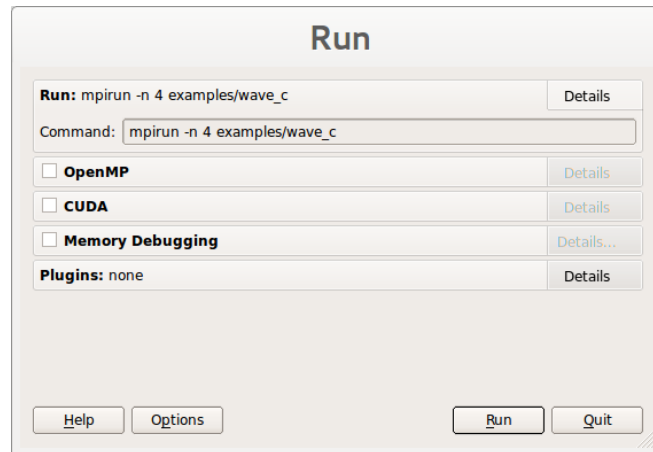 Run
Run: mpirun -n 4 examples/wave_c Details
Command: mpirun -n 4 examples/wave_c
OpenMP Details
CUDA Details
Memory Debugging Details...
Plugins: none Details
Help Options Run Quit